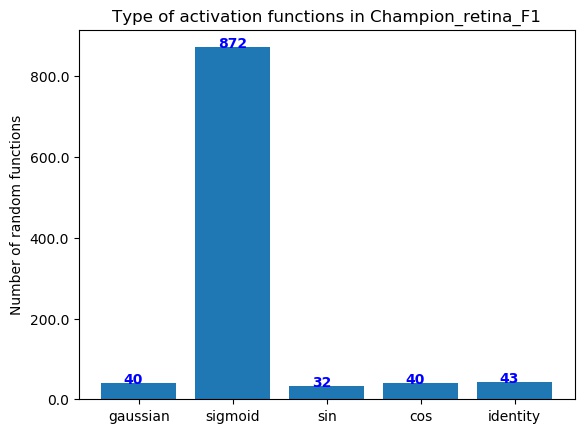 Type of activation functions in Champion_retina_F1
Number of random functions
800.0
600.0
400.0
200.0
0.0
872
40
32
40
43
gaussian
sigmoid
sin
cos
identity